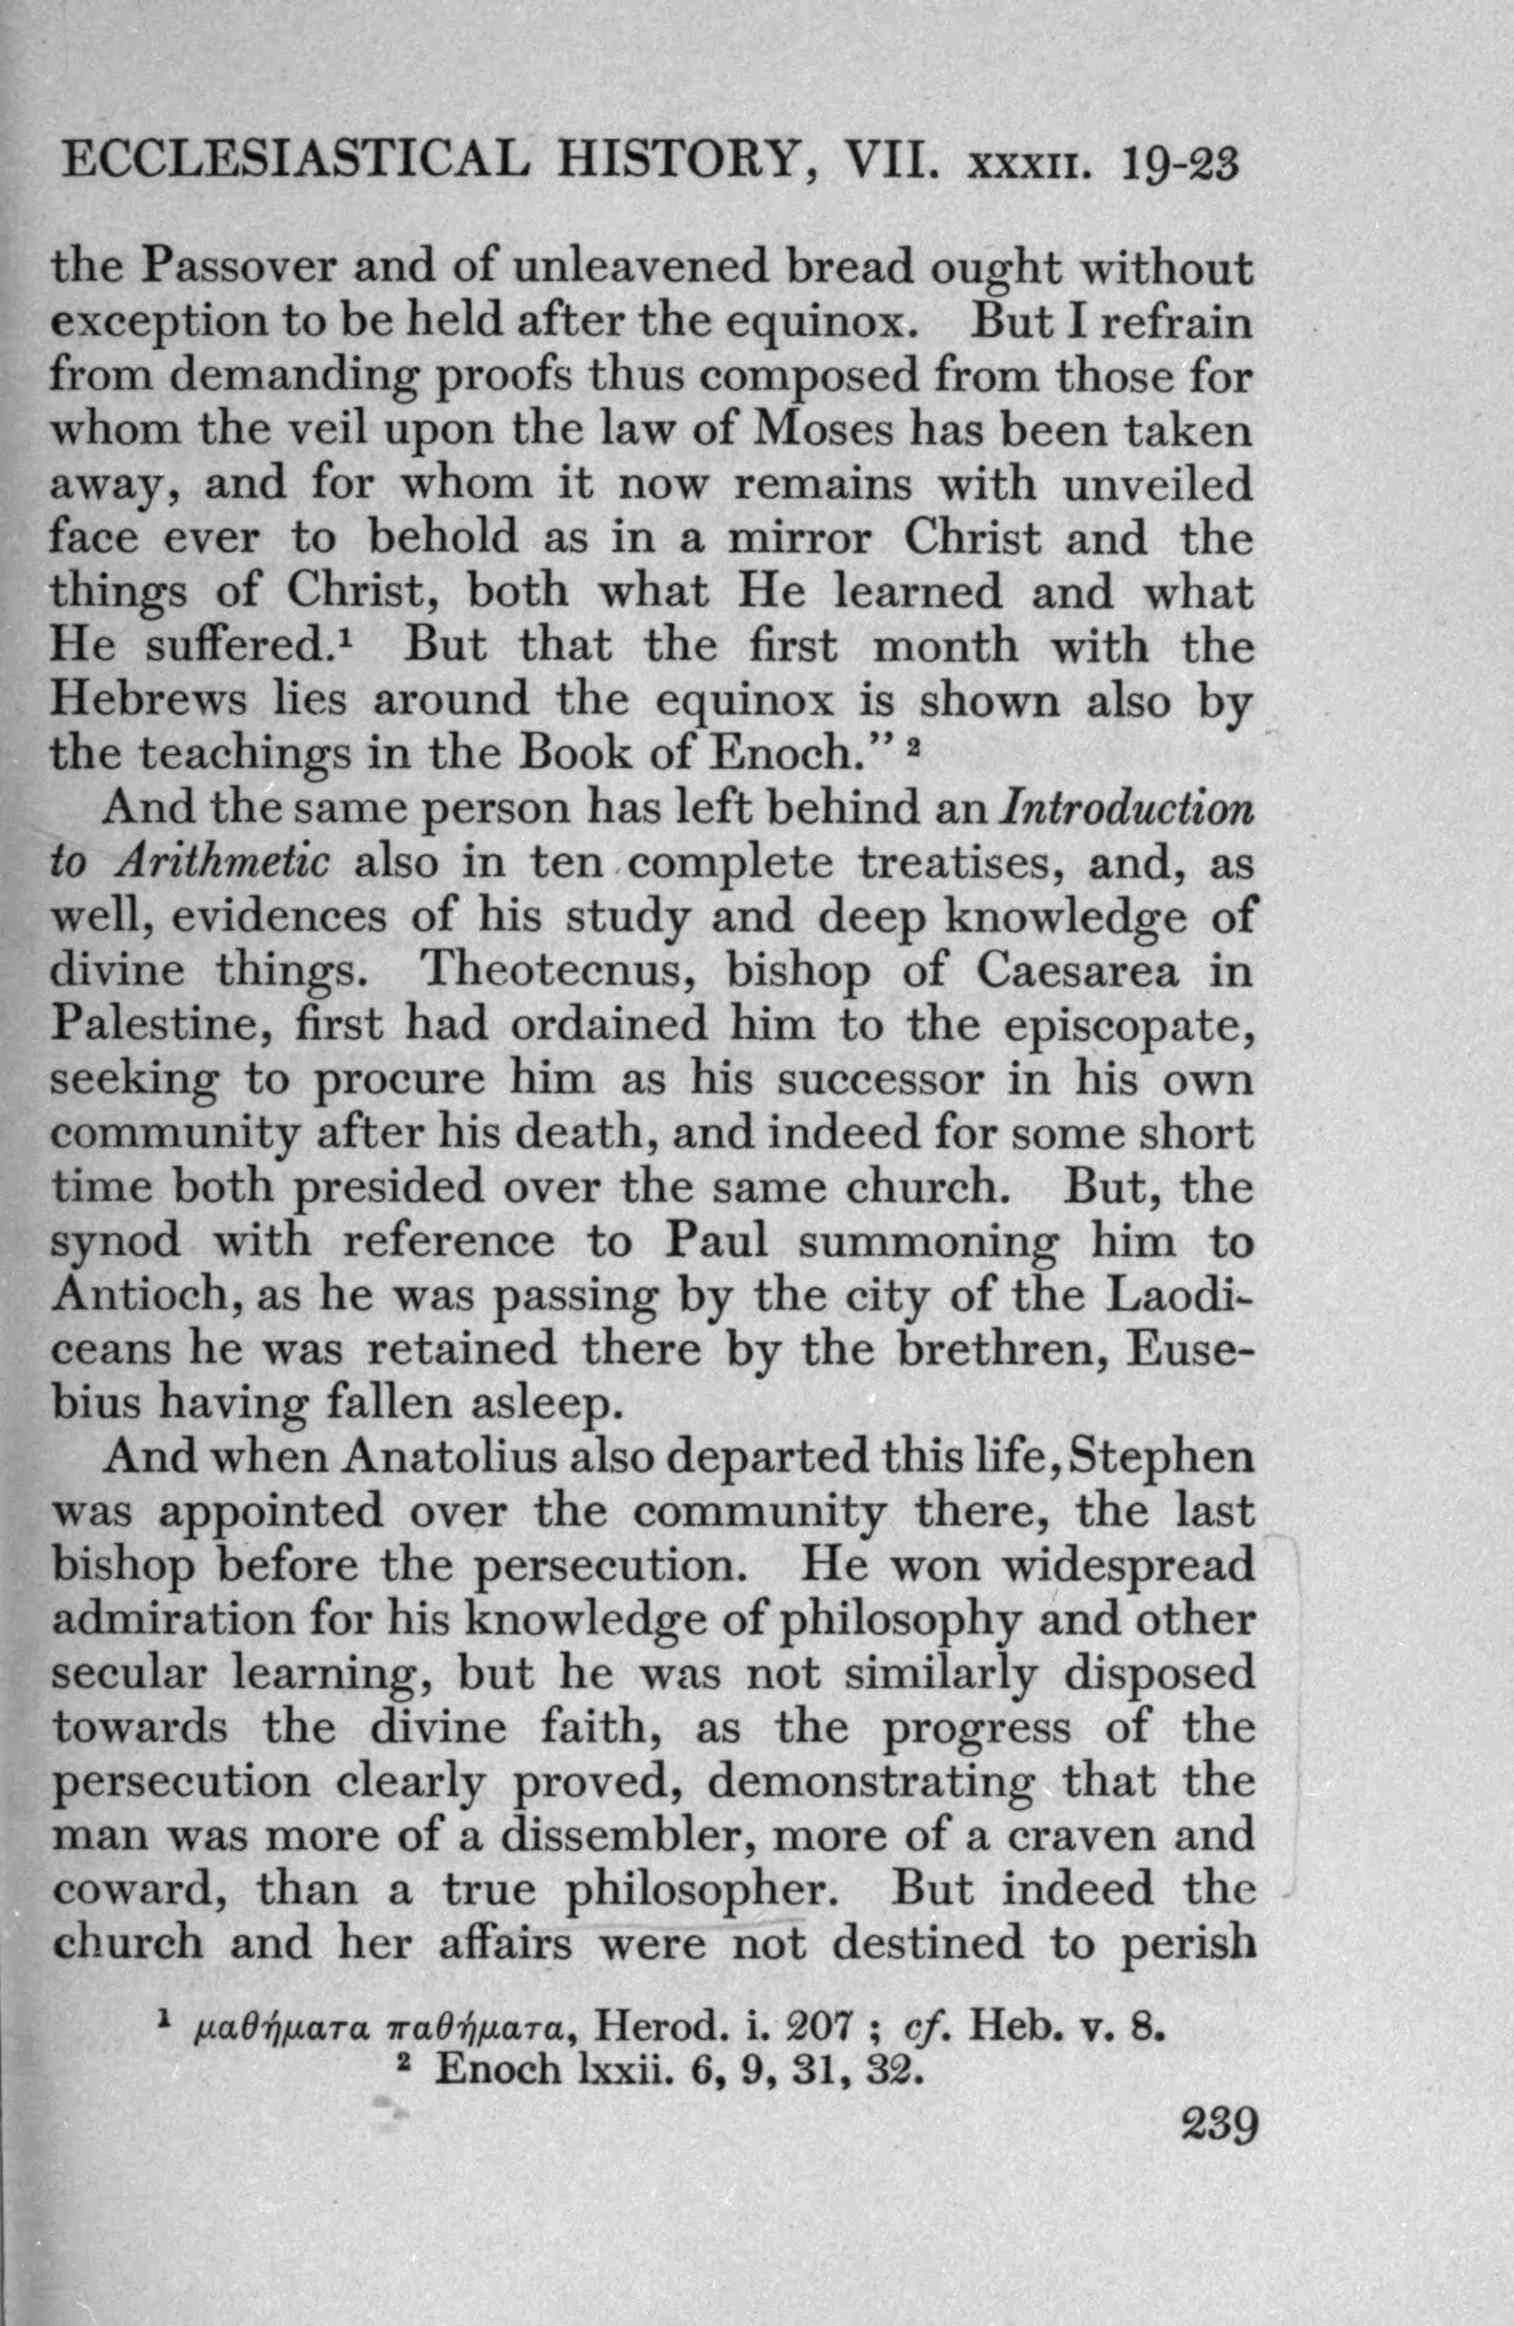 ECCLESIASTICAL HISTORY, VII. XXXII. 19-23
the Passover and of unleavened bread ought without
exception to be held after the equinox. But I refrain
from demanding proofs thus composed from those for
whom the veil upon the law of Moses has been taken
away, and for whom it now remains with unveiled
face ever to behold as in a mirror Christ and the
things of Christ, both what He learned and what
He suffered.¹ But that the first month with the
Hebrews lies around the equinox is shown also by
the teachings in the Book of Enoch.” ²
And the same person has left behind an Introduction
to Arithmetic also in ten complete treatises, and, as
well, evidences of his study and deep knowledge of
divine things. Theotecnus, bishop of Caesarea in
Palestine, first had ordained him to the episcopate,
seeking to procure him as his successor in his own
community after his death, and indeed for some short
time both presided over the same church. But, the
synod with reference to Paul summoning him to
Antioch, as he was passing by the city of the Laodi-
ceans he was retained there by the brethren, Euse-
bius having fallen asleep.
And when Anatolius also departed this life, Stephen
was appointed over the community there, the last
bishop before the persecution. He won widespread
admiration for his knowledge of philosophy and other
secular learning, but he was not similarly disposed
towards the divine faith, as the progress of the
persecution clearly proved, demonstrating that the
man was more of a dissembler, more of a craven and
coward, than a true philosopher. But indeed the
church and her affairs were not destined to perish
¹ μαθήματα παθήματα, Herod. i. 207 ; cf. Heb. v. 8.
² Enoch lxxii. 6, 9, 31, 32.
239